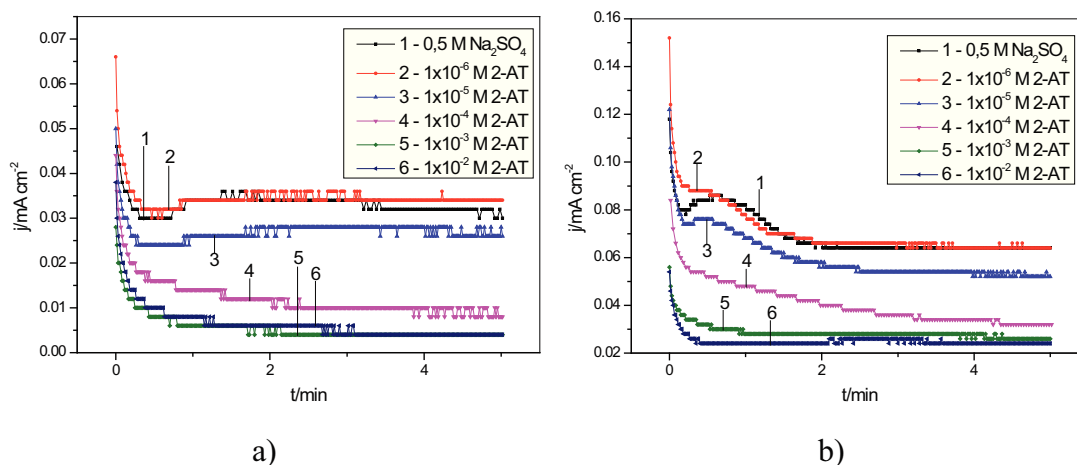 0.07
0.06
0.05
0.04
0.03
0.02
0.01
0.00
j/mA cm⁻²
0
2
4
t/min
1 - 0,5 M Na₂SO₄
2 - 1x10⁻⁶ M 2-AT
3 - 1x10⁻⁵ M 2-AT
4 - 1x10⁻⁴ M 2-AT
5 - 1x10⁻³ M 2-AT
6 - 1x10⁻² M 2-AT
1
2
3
4
5
6
a)
0.16
0.14
0.12
0.10
0.08
0.06
0.04
0.02
j/mA cm⁻²
0
2
4
t/min
1 - 0,5 M Na₂SO₄
2 - 1x10⁻⁶ M 2-AT
3 - 1x10⁻⁵ M 2-AT
4 - 1x10⁻⁴ M 2-AT
5 - 1x10⁻³ M 2-AT
6 - 1x10⁻² M 2-AT
2
1
3
4
5
6
b)